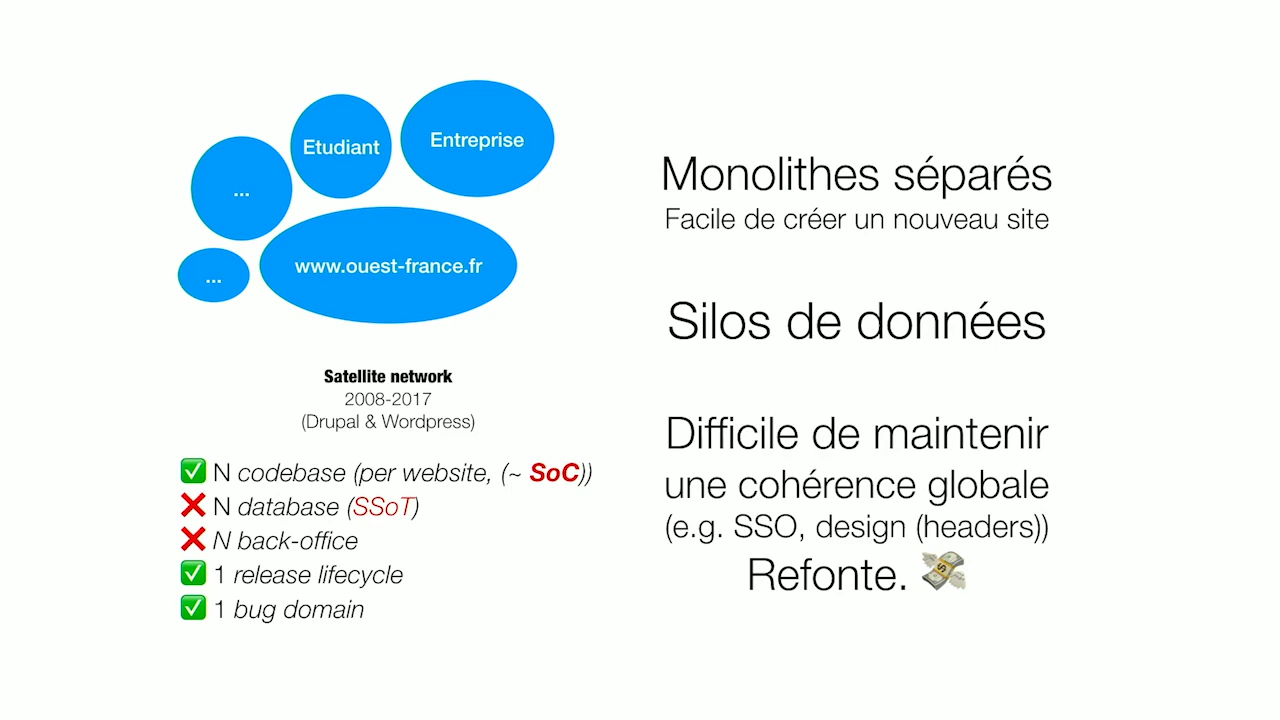 Etudiant
Entreprise
...
www.ouest-france.fr
...
Satellite network
2008-2017
(Drupal & Wordpress)
✅ N codebase (per website, (~ SoC))
❌ N database (SSoT)
❌ N back-office
✅ 1 release lifecycle
✅ 1 bug domain
Monolithes séparés
Facile de créer un nouveau site
Silos de données
Difficile de maintenir
une cohérence globale
(e.g. SSO, design (headers))
Refonte. 💸